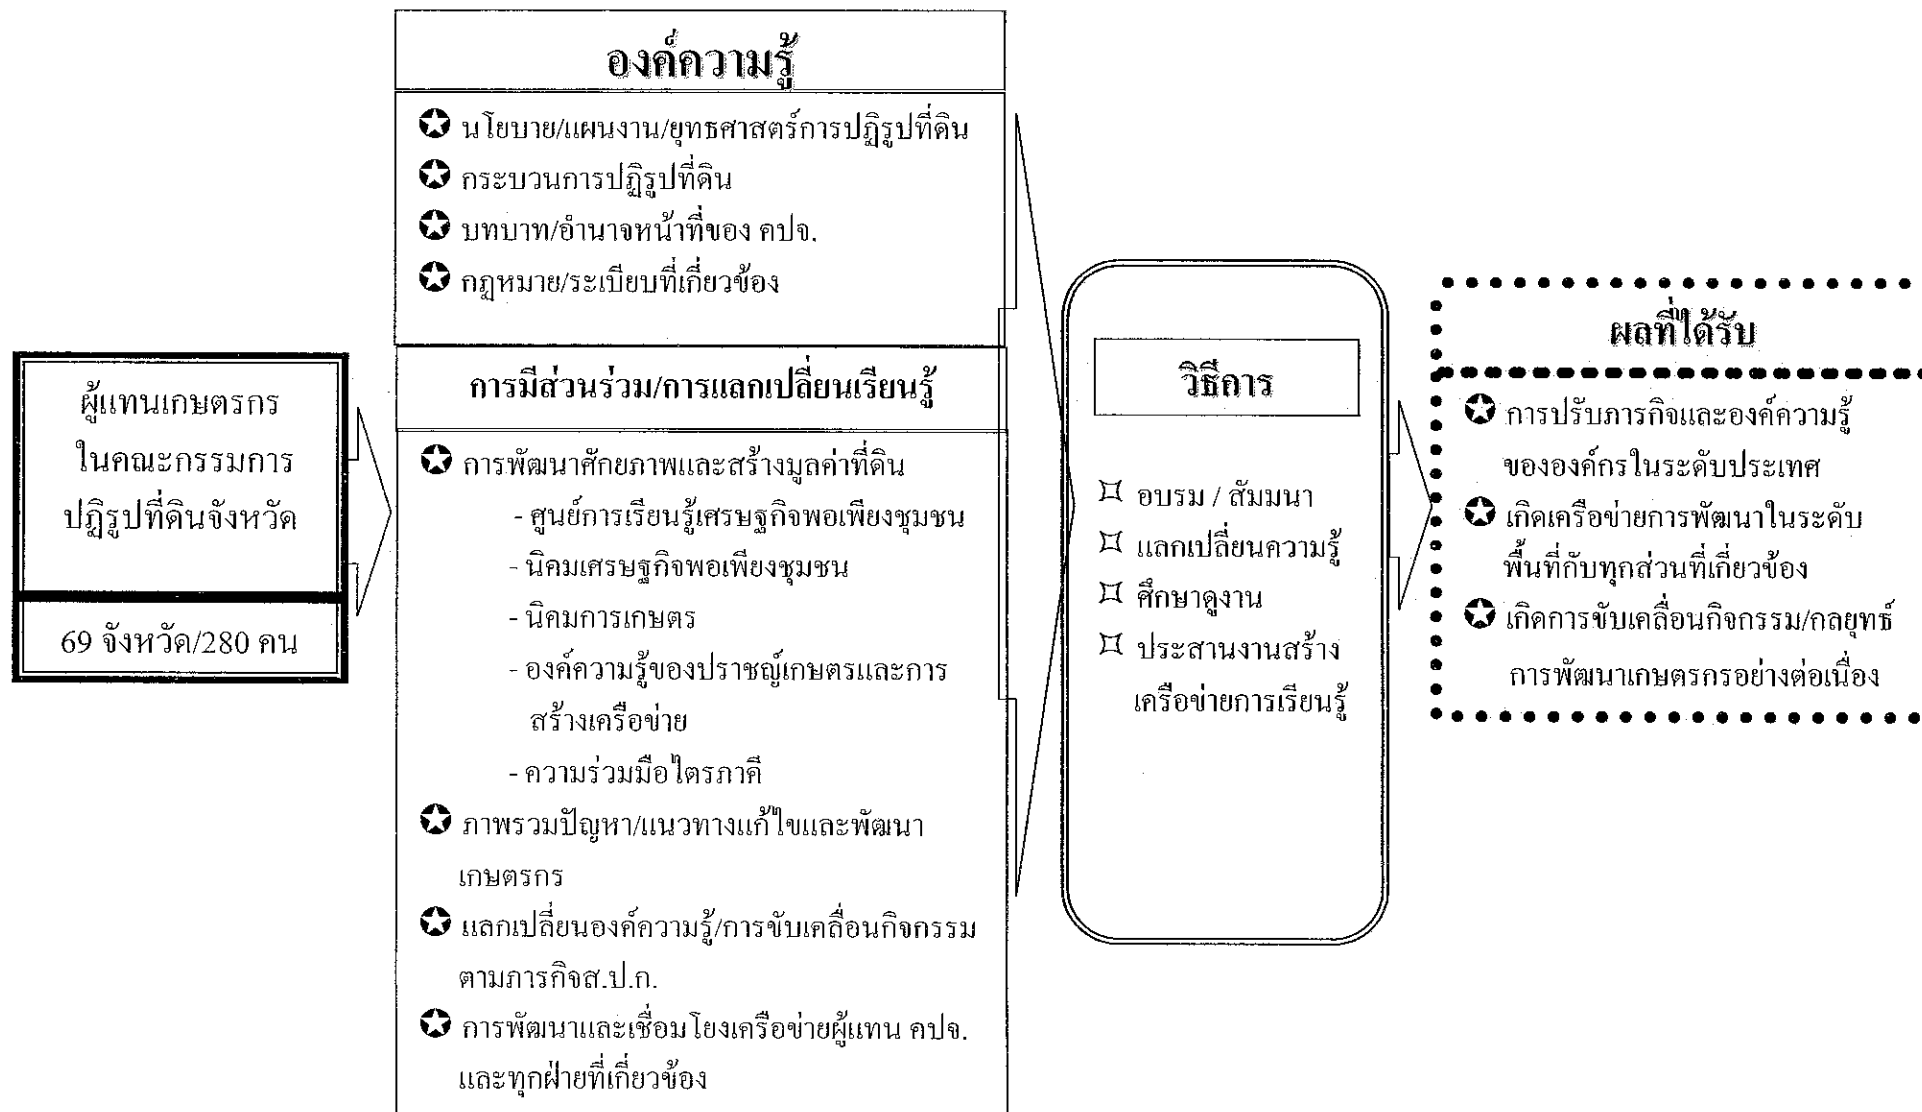 ผู้แทนเกษตรกร
ในคณะกรรมการ
ปฏิรูปที่ดินจังหวัด
69 จังหวัด/280 คน
องค์ความรู้
นโยบาย/แผนงาน/ยุทธศาสตร์การปฏิรูปที่ดิน
กระบวนการปฏิรูปที่ดิน
บทบาท/อำนาจหน้าที่ของ คปจ.
กฎหมาย/ระเบียบที่เกี่ยวข้อง
การมีส่วนร่วม/การแลกเปลี่ยนเรียนรู้
การพัฒนาศักยภาพและสร้างมูลค่าที่ดิน
- ศูนย์การเรียนรู้เศรษฐกิจพอเพียงชุมชน
- นิคมเศรษฐกิจพอเพียงชุมชน
- นิคมการเกษตร
- องค์ความรู้ของปราชญ์เกษตรและการ
สร้างเครือข่าย
- ความร่วมมือไตรภาคี
ภาพรวมปัญหา/แนวทางแก้ไขและพัฒนา
เกษตรกร
แลกเปลี่ยนองค์ความรู้/การขับเคลื่อนกิจกรรม
ตามภารกิจส.ป.ก.
การพัฒนาและเชื่อมโยงเครือข่ายผู้แทน คปจ.
และทุกฝ่ายที่เกี่ยวข้อง
วิธีการ
อบรม / สัมมนา
แลกเปลี่ยนความรู้
ศึกษาดูงาน
ประสานงานสร้าง
เครือข่ายการเรียนรู้
ผลที่ได้รับ
การปรับภารกิจและองค์ความรู้
ขององค์กรในระดับประเทศ
เกิดเครือข่ายการพัฒนาในระดับ
พื้นที่กับทุกส่วนที่เกี่ยวข้อง
เกิดการขับเคลื่อนกิจกรรม/กลยุทธ์
การพัฒนาเกษตรกรอย่างต่อเนื่อง